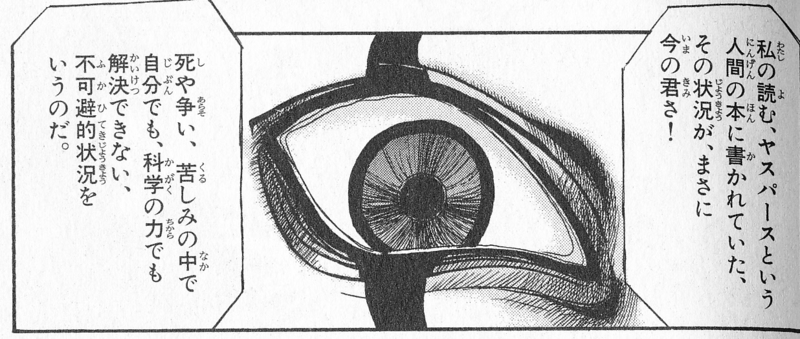 私の読む、ヤスパースという
人間の本に書かれていた、
その状況が、まさに
今の君さ！
死や争い、苦しみの中で
自分でも、科学の力でも
解決できない、
不可避的状況を
いうのだ。